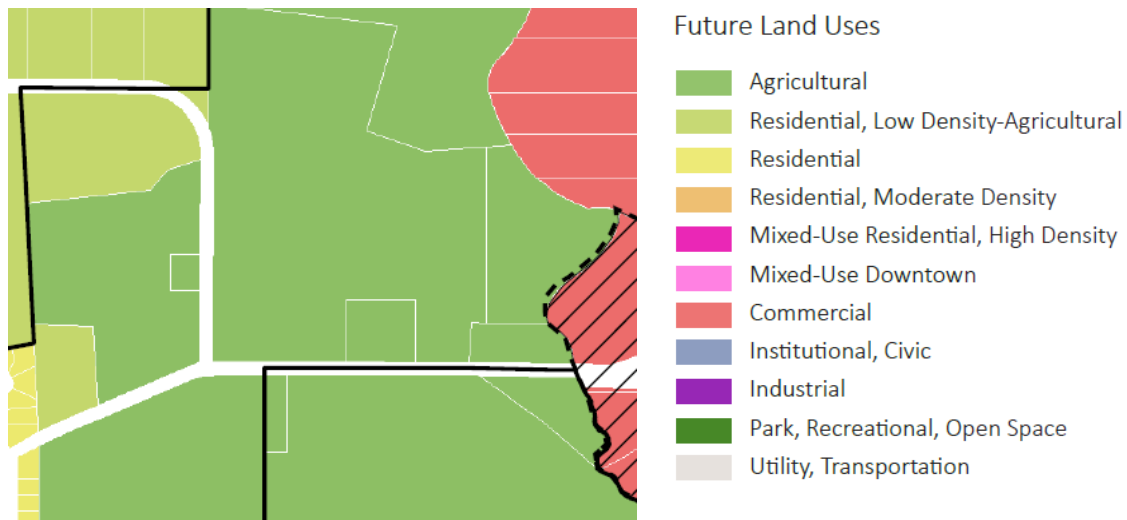 Future Land Uses
Agricultural
Residential, Low Density-Agricultural
Residential
Residential, Moderate Density
Mixed-Use Residential, High Density
Mixed-Use Downtown
Commercial
Institutional, Civic
Industrial
Park, Recreational, Open Space
Utility, Transportation